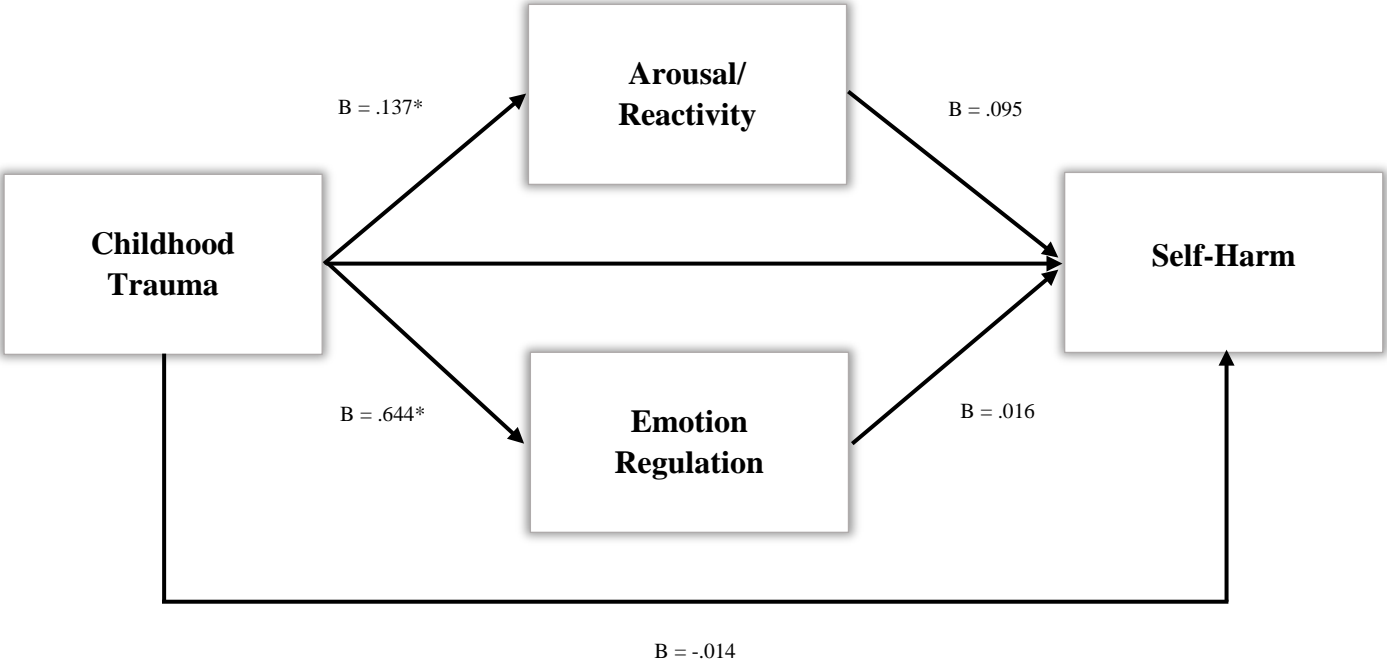 Arousal/
Reactivity
B = .137*
B = .095
Childhood
Trauma
Self-Harm
B = .644*
Emotion
Regulation
B = .016
B = -.014